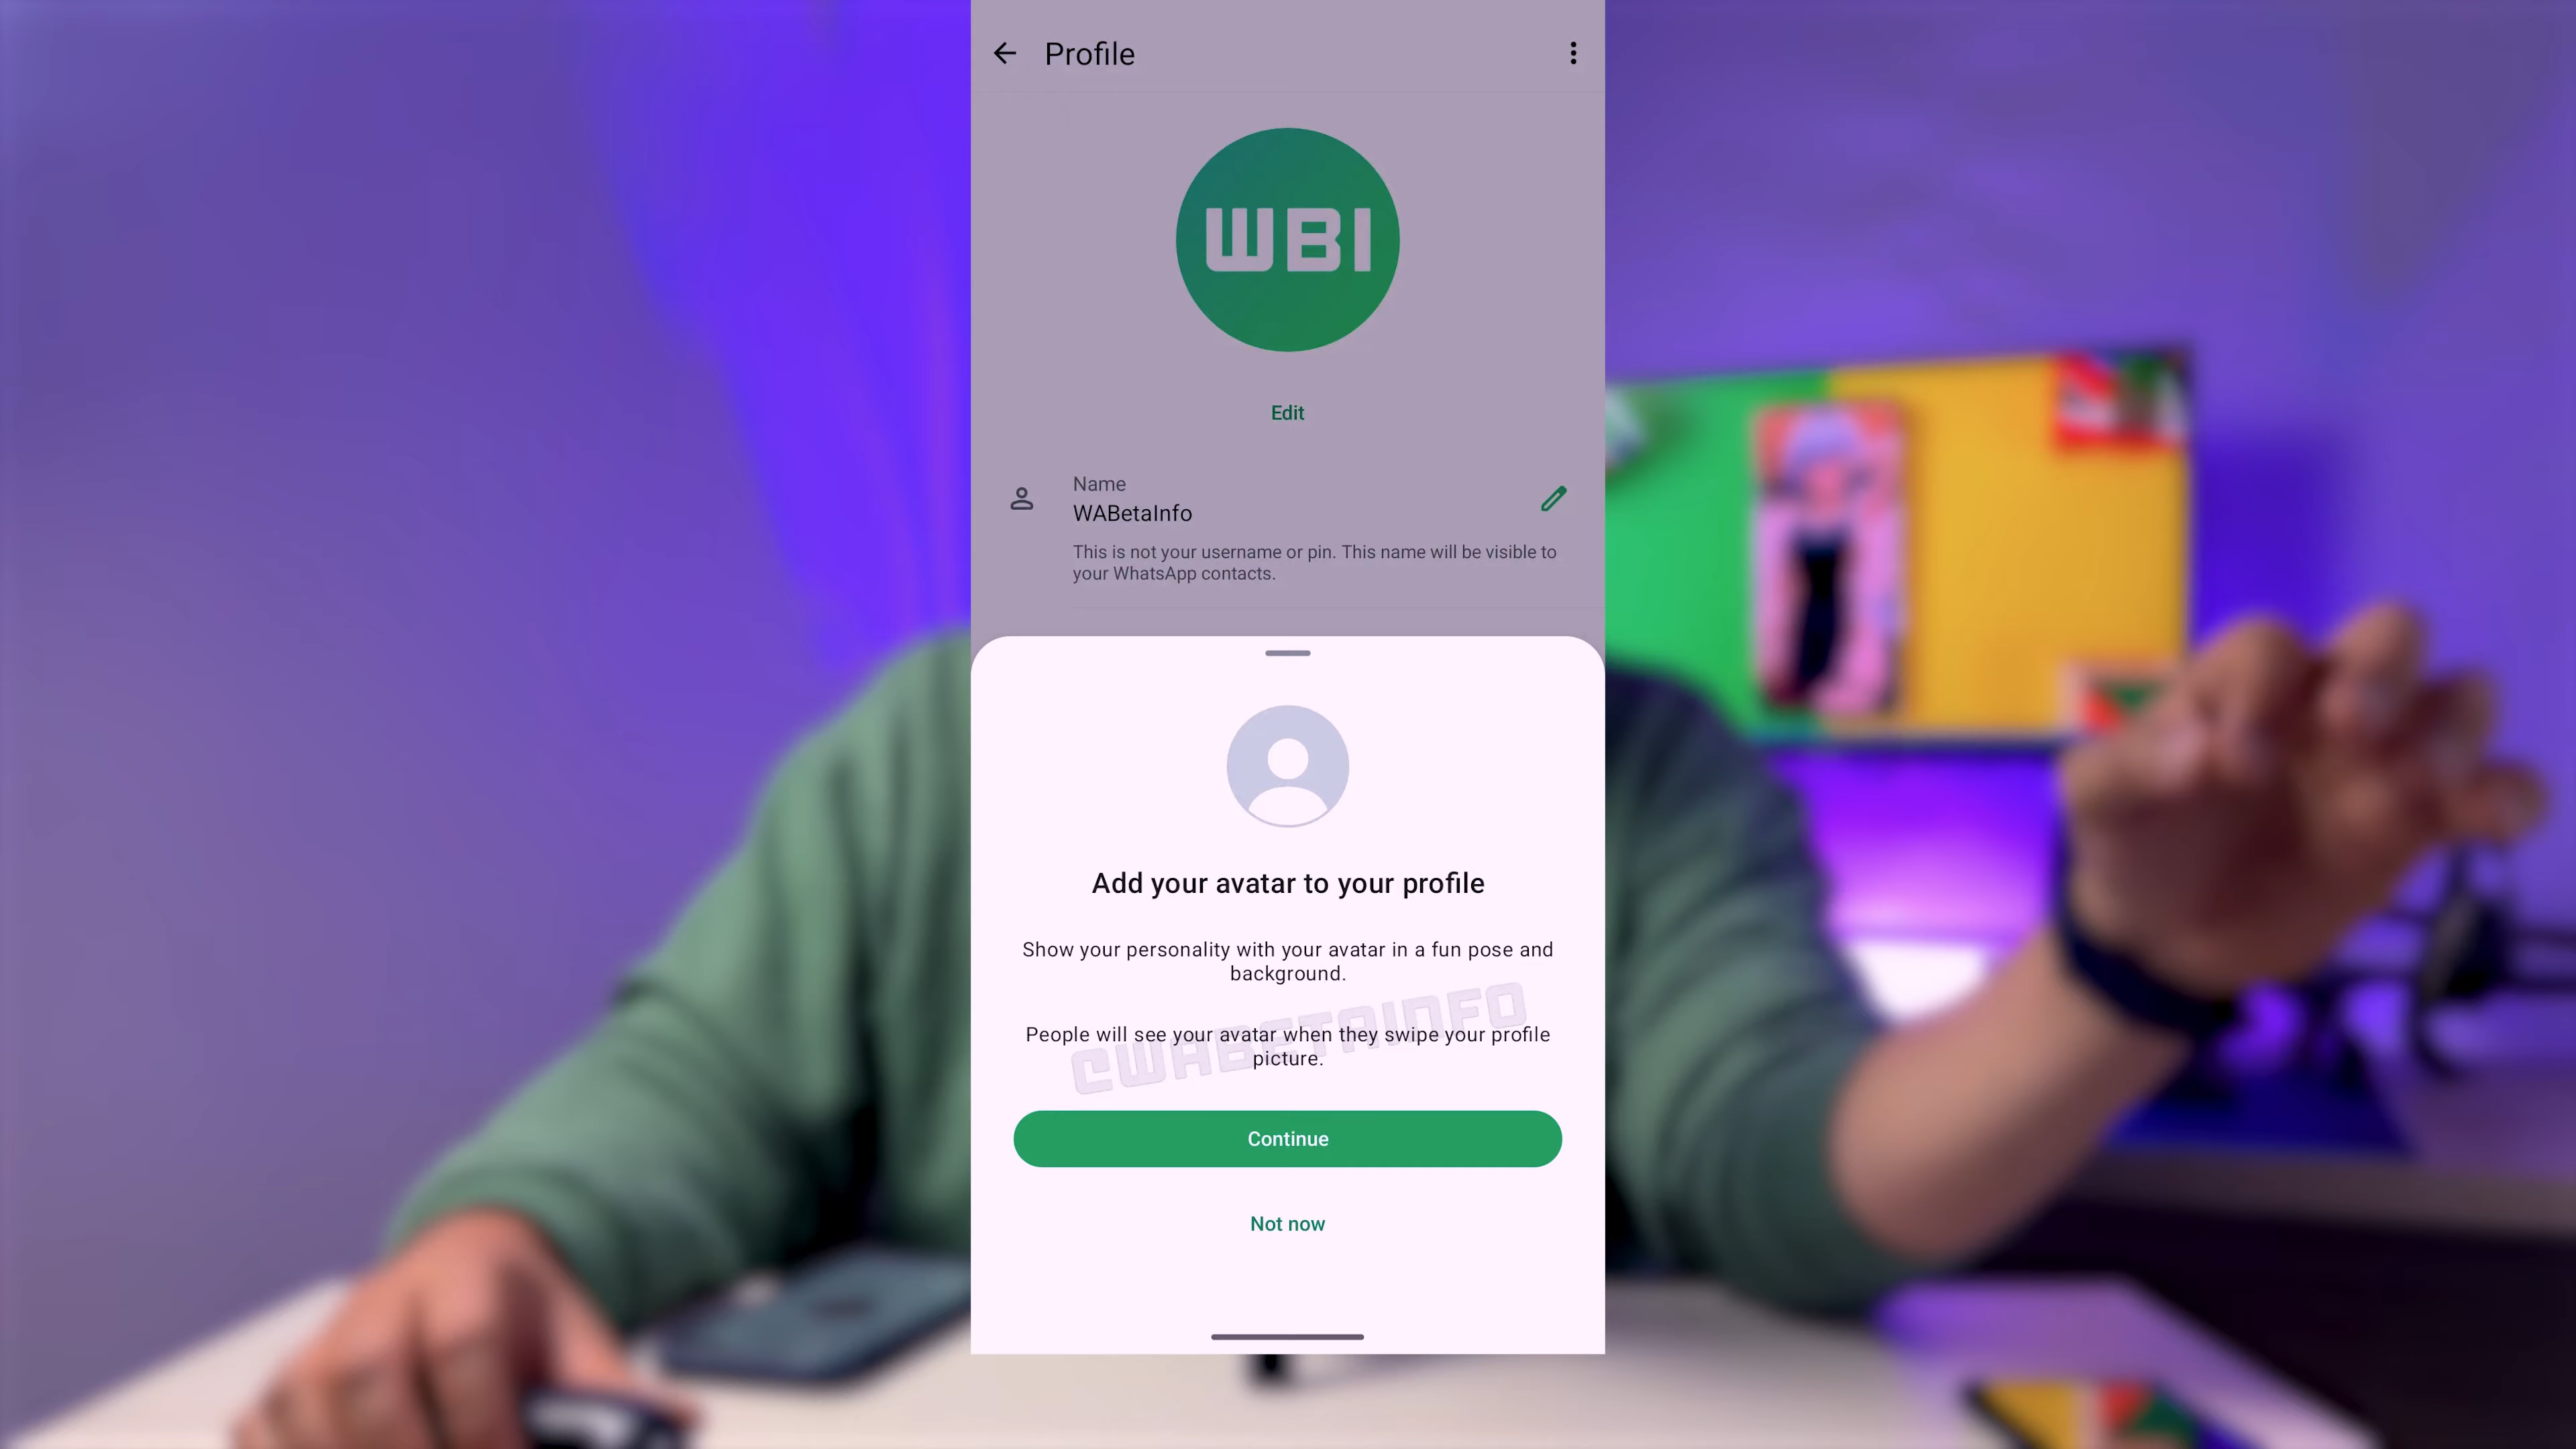 Profile
WBI
Edit
Name
WABetaInfo
This is not your username or pin. This name will be visible to
your WhatsApp contacts.
Add your avatar to your profile
Show your personality with your avatar in a fun pose and
background.
CWABETAINFO
People will see your avatar when they swipe your profile
picture.
Continue
Not now